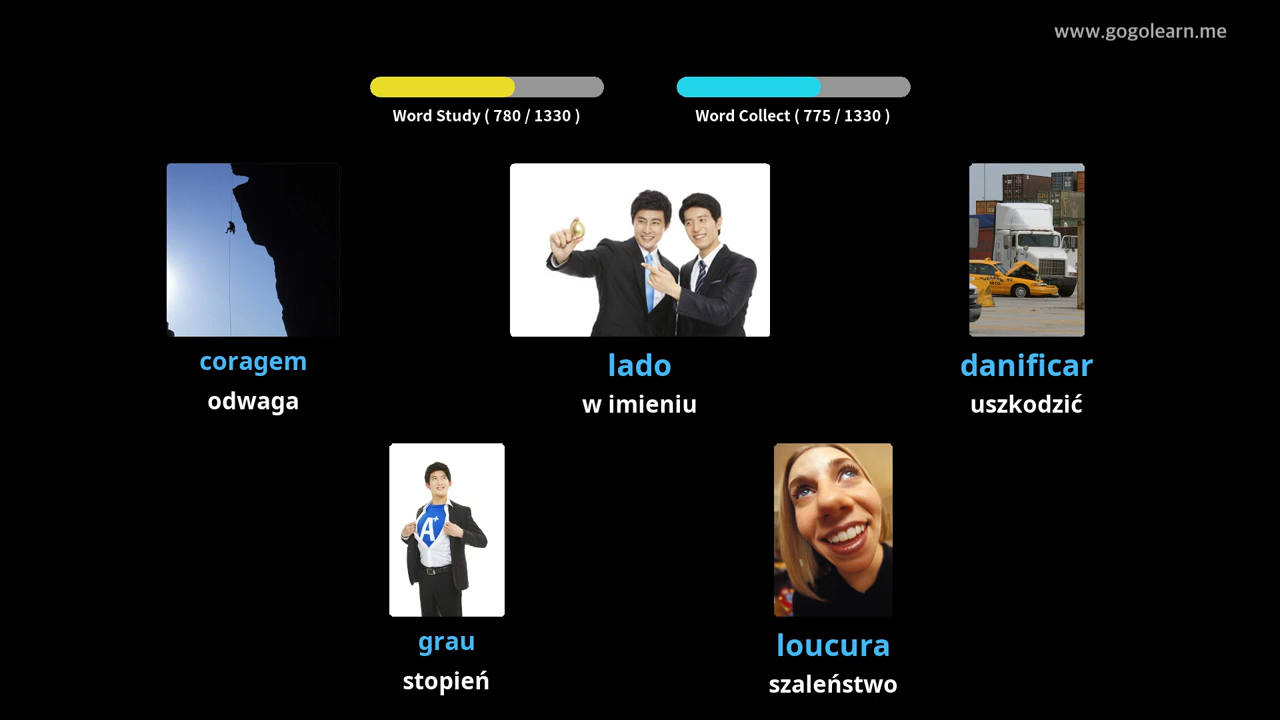 www.gogolearn.me
Word Study ( 780 / 1330 )
Word Collect ( 775 / 1330 )
coragem
odwaga
lado
w imieniu
danificar
uszkodzić
A+
grau
stopień
loucura
szaleństwo